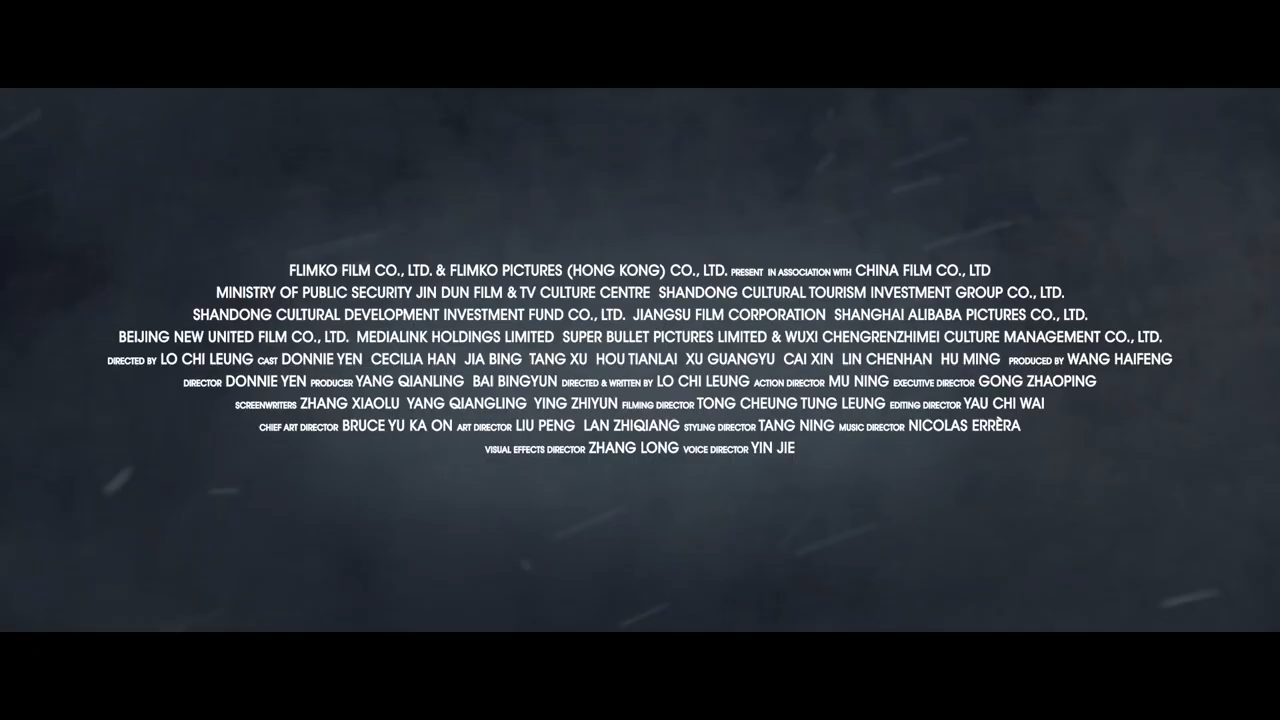 FLIMKO FILM CO., LTD. & FLIMKO PICTURES (HONG KONG) CO., LTD. PRESENT IN ASSOCIATION WITH CHINA FILM CO., LTD
MINISTRY OF PUBLIC SECURITY JIN DUN FILM & TV CULTURE CENTRE SHANDONG CULTURAL TOURISM INVESTMENT GROUP CO., LTD.
SHANDONG CULTURAL DEVELOPMENT INVESTMENT FUND CO., LTD. JIANGSU FILM CORPORATION SHANGHAI ALIBABA PICTURES CO., LTD.
BEIJING NEW UNITED FILM CO., LTD. MEDIALINK HOLDINGS LIMITED SUPER BULLET PICTURES LIMITED & WUXI CHENGRENZHIMEI CULTURE MANAGEMENT CO., LTD.
DIRECTED BY LO CHI LEUNG CAST DONNIE YEN CECILIA HAN JIA BING TANG XU HOU TIANLAI XU GUANGYU CAI XIN LIN CHENHAN HU MING PRODUCED BY WANG HAIFENG
DIRECTOR DONNIE YEN PRODUCER YANG QIANLING BAI BINGYUN DIRECTED & WRITTEN BY LO CHI LEUNG ACTION DIRECTOR MU NING EXECUTIVE DIRECTOR GONG ZHAOPING
SCREENWRITERS ZHANG XIAOLU YANG QIANGLING YING ZHIYUN FILMING DIRECTOR TONG CHEUNG TUNG LEUNG EDITING DIRECTOR YAU CHI WAI
CHIEF ART DIRECTOR BRUCE YU KA ON ART DIRECTOR LIU PENG LAN ZHIQIANG STYLING DIRECTOR TANG NING MUSIC DIRECTOR NICOLAS ERRÈRA
VISUAL EFFECTS DIRECTOR ZHANG LONG VOICE DIRECTOR YIN JIE